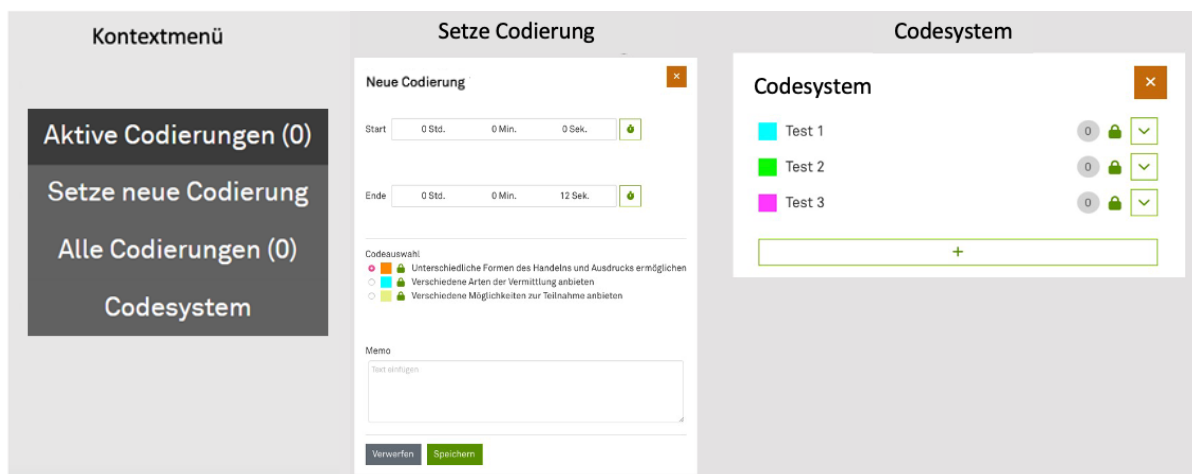 Kontextmenü
Aktive Codierungen (0)
Setze neue Codierung
Alle Codierungen (0)
Codesystem
Setze Codierung
Neue Codierung
×
Start 0 Std. 0 Min. 0 Sek.
Ende 0 Std. 0 Min. 12 Sek.
Codeauswahl
Unterschiedliche Formen des Handelns und Ausdrucks ermöglichen
Verschiedene Arten der Vermittlung anbieten
Verschiedene Möglichkeiten zur Teilnahme anbieten
Memo
Text einfügen
Verwerfen Speichern
Codesystem
Codesystem ×
Test 1 0
Test 2 0
Test 3 0
+